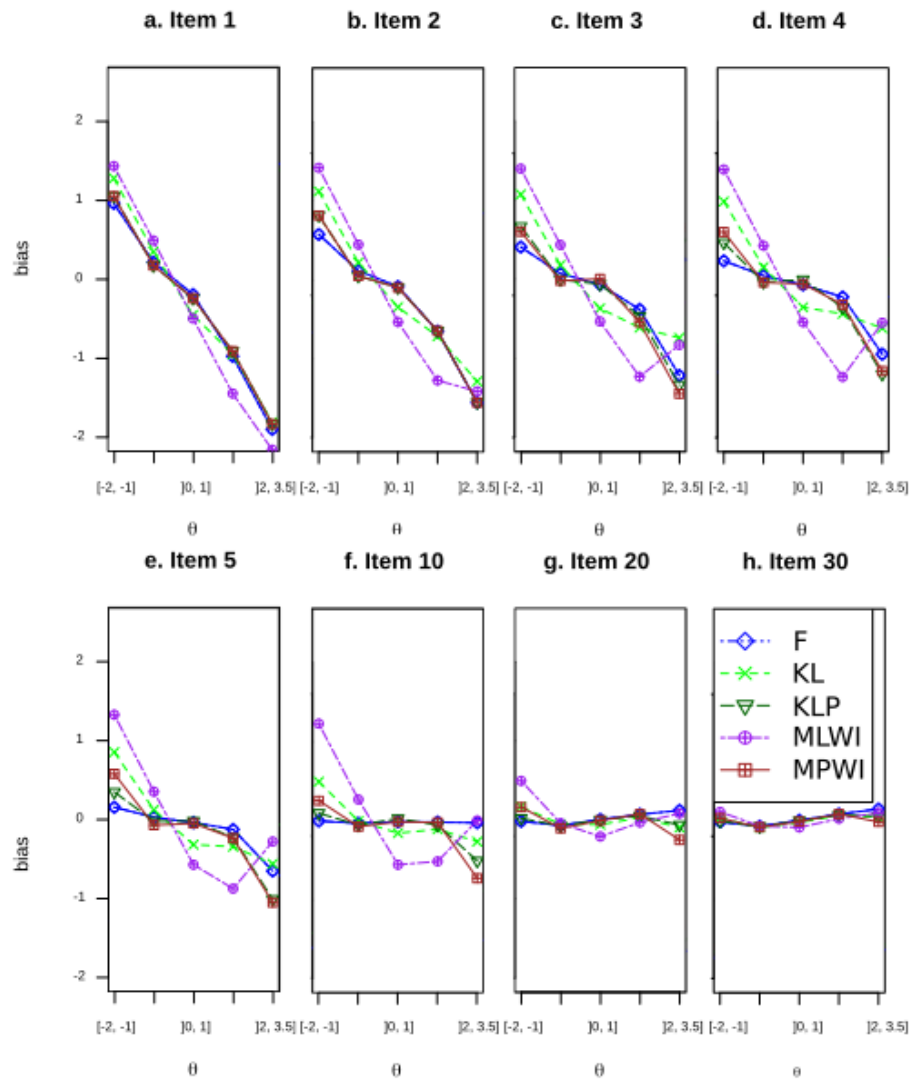 a. Item 1
b. Item 2
c. Item 3
d. Item 4
bias
2
1
0
-1
-2
[-2, -1] ]0, 1] ]2, 3.5]
[-2, -1] ]0, 1] ]2, 3.5]
[-2, -1] ]0, 1] ]2, 3.5]
[-2, -1] ]0, 1] ]2, 3.5]
θ
θ
θ
θ
e. Item 5
f. Item 10
g. Item 20
h. Item 30
bias
2
1
0
-1
-2
F
KL
KLP
MLWI
MPWI
[-2, -1] ]0, 1] ]2, 3.5]
[-2, -1] ]0, 1] ]2, 3.5]
[-2, -1] ]0, 1] ]2, 3.5]
[-2, -1] ]0, 1] ]2, 3.5]
θ
θ
θ
θ